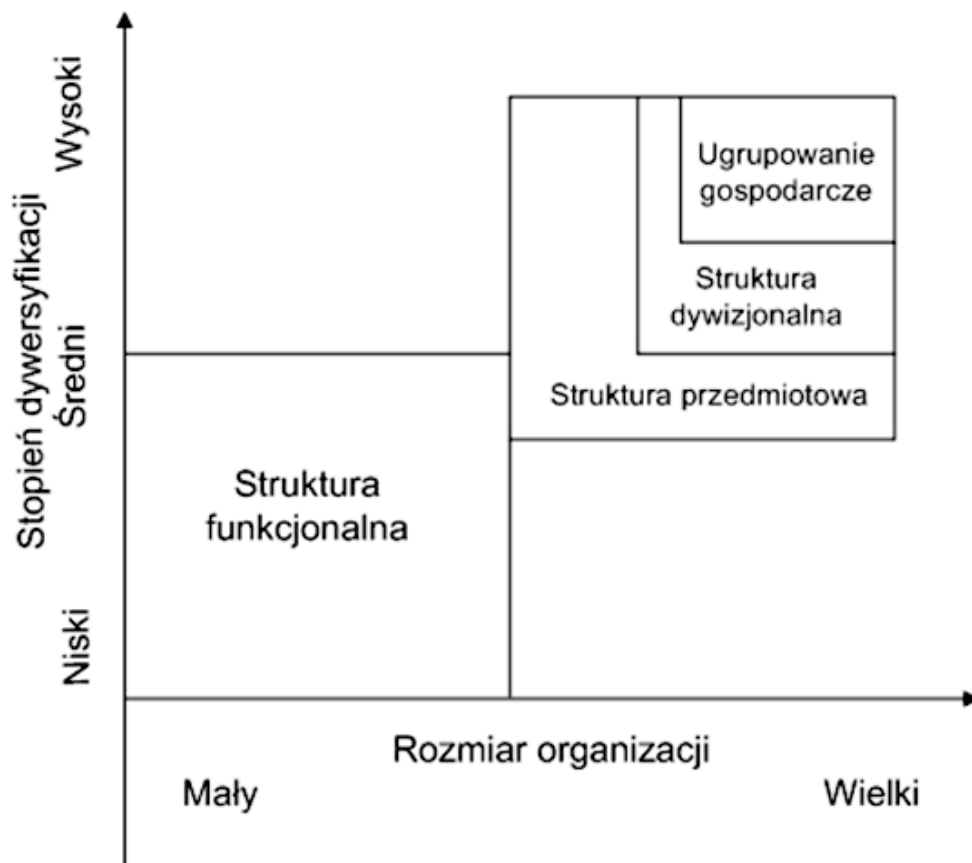 Stopień dywersyfikacji
Wysoki
Średni
Niski
Ugrupowanie
gospodarcze
Struktura
dywizjonalna
Struktura przedmiotowa
Struktura
funkcjonalna
Rozmiar organizacji
Mały
Wielki